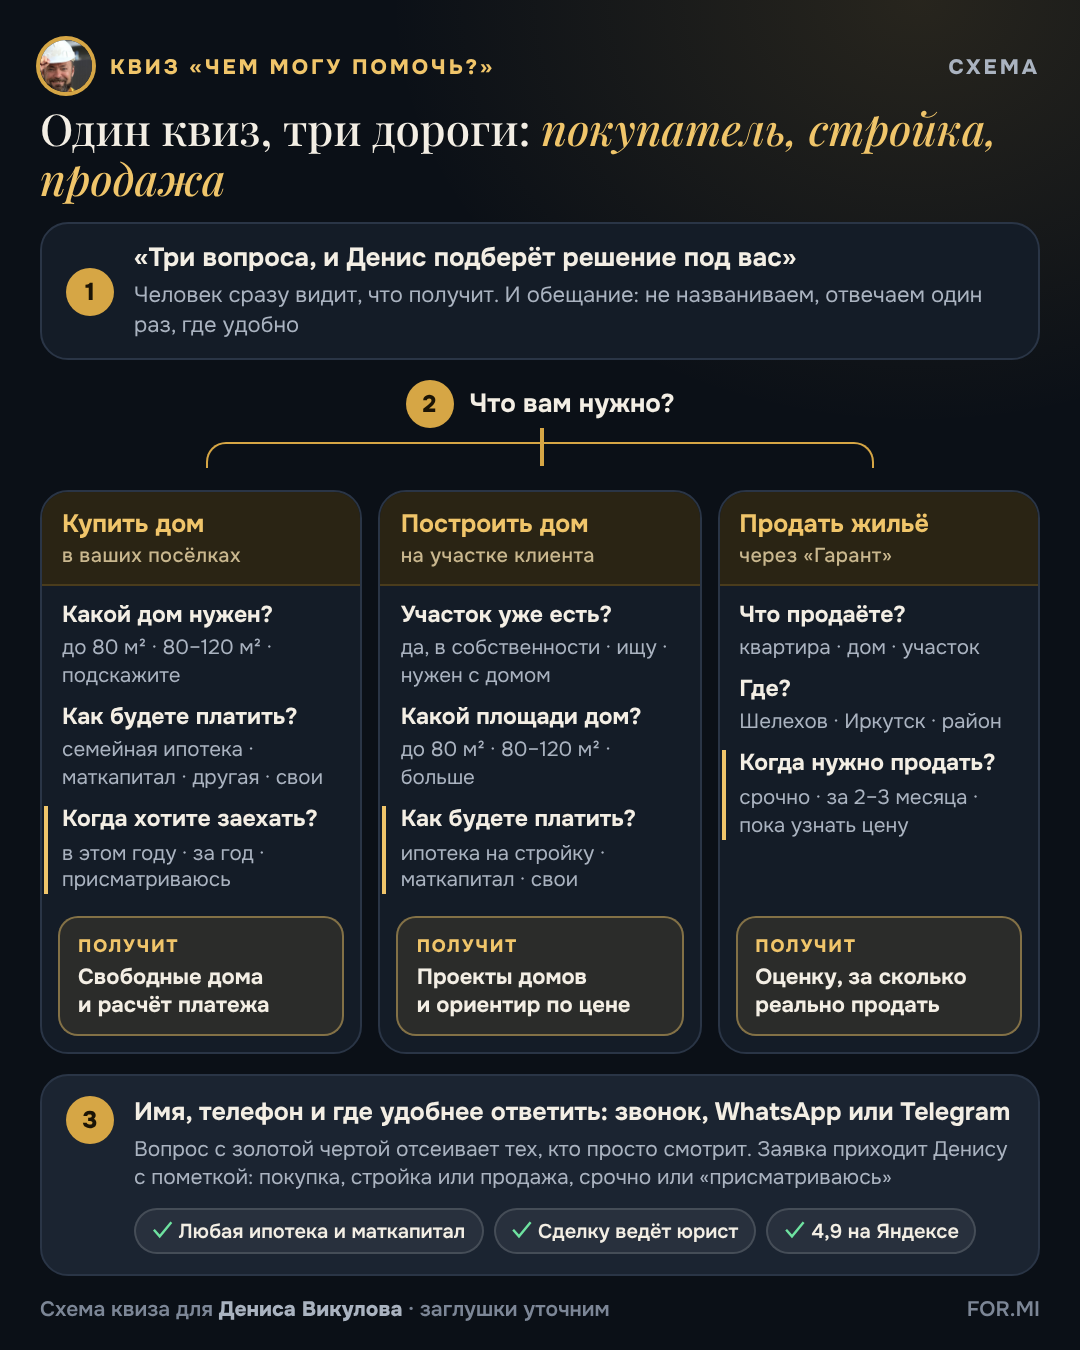 КВИЗ «ЧЕМ МОГУ ПОМОЧЬ?»
СХЕМА
Один квиз, три дороги: покупатель, стройка,
продажа
1
«Три вопроса, и Денис подберёт решение под вас»
Человек сразу видит, что получит. И обещание: не названиваем, отвечаем один
раз, где удобно
2 Что вам нужно?
Купить дом
в ваших посёлках
Какой дом нужен?
до 80 м² · 80–120 м² ·
подскажите
Как будете платить?
семейная ипотека ·
маткапитал · другая · свои
Когда хотите заехать?
в этом году · за год ·
присматриваюсь
ПОЛУЧИТ
Свободные дома
и расчёт платежа
Построить дом
на участке клиента
Участок уже есть?
да, в собственности · ищу ·
нужен с домом
Какой площади дом?
до 80 м² · 80–120 м² ·
больше
Как будете платить?
ипотека на стройку ·
маткапитал · свои
ПОЛУЧИТ
Проекты домов
и ориентир по цене
Продать жильё
через «Гарант»
Что продаёте?
квартира · дом · участок
Где?
Шелехов · Иркутск · район
Когда нужно продать?
срочно · за 2–3 месяца ·
пока узнать цену
ПОЛУЧИТ
Оценку, за сколько
реально продать
3
Имя, телефон и где удобнее ответить: звонок, WhatsApp или Telegram
Вопрос с золотой чертой отсеивает тех, кто просто смотрит. Заявка приходит Денису
с пометкой: покупка, стройка или продажа, срочно или «присматриваюсь»
✓ Любая ипотека и маткапитал
✓ Сделку ведёт юрист
✓ 4,9 на Яндексе
Схема квиза для Дениса Викулова · заглушки уточним
FOR.MI